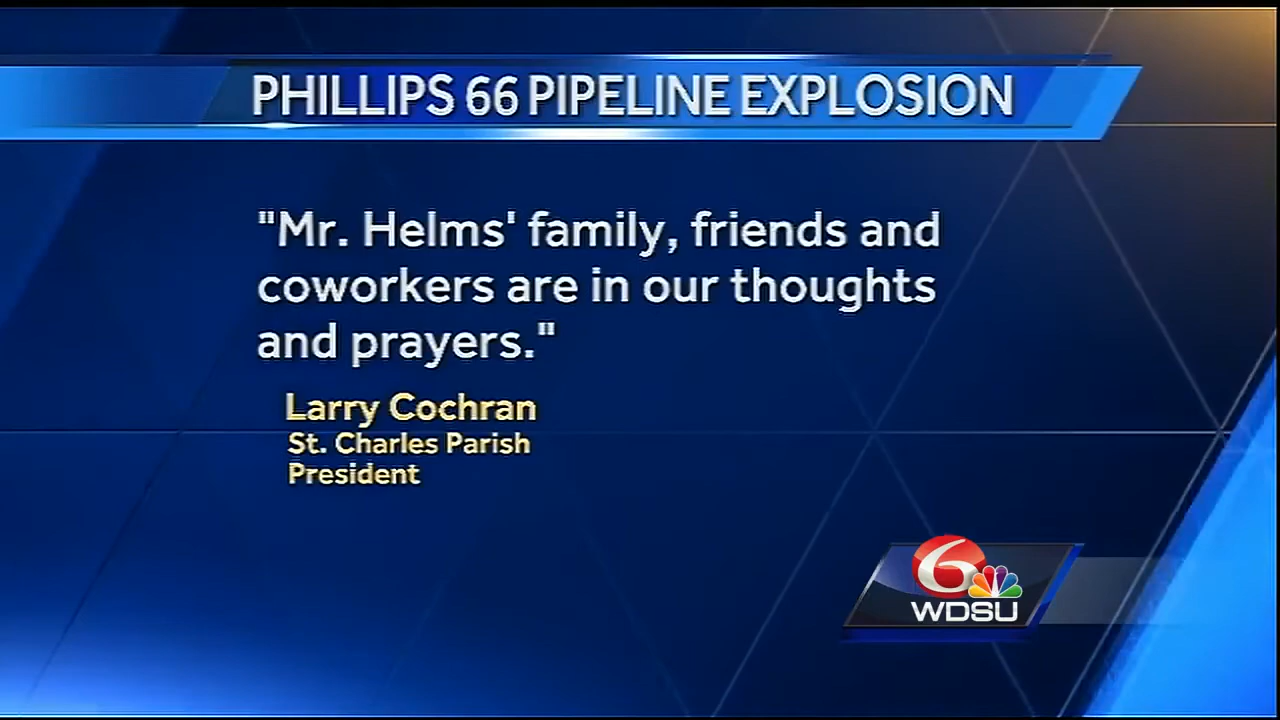 PHILLIPS 66 PIPELINE EXPLOSION
"Mr. Helms' family, friends and
coworkers are in our thoughts
and prayers."
Larry Cochran
St. Charles Parish
President
6
WDSU